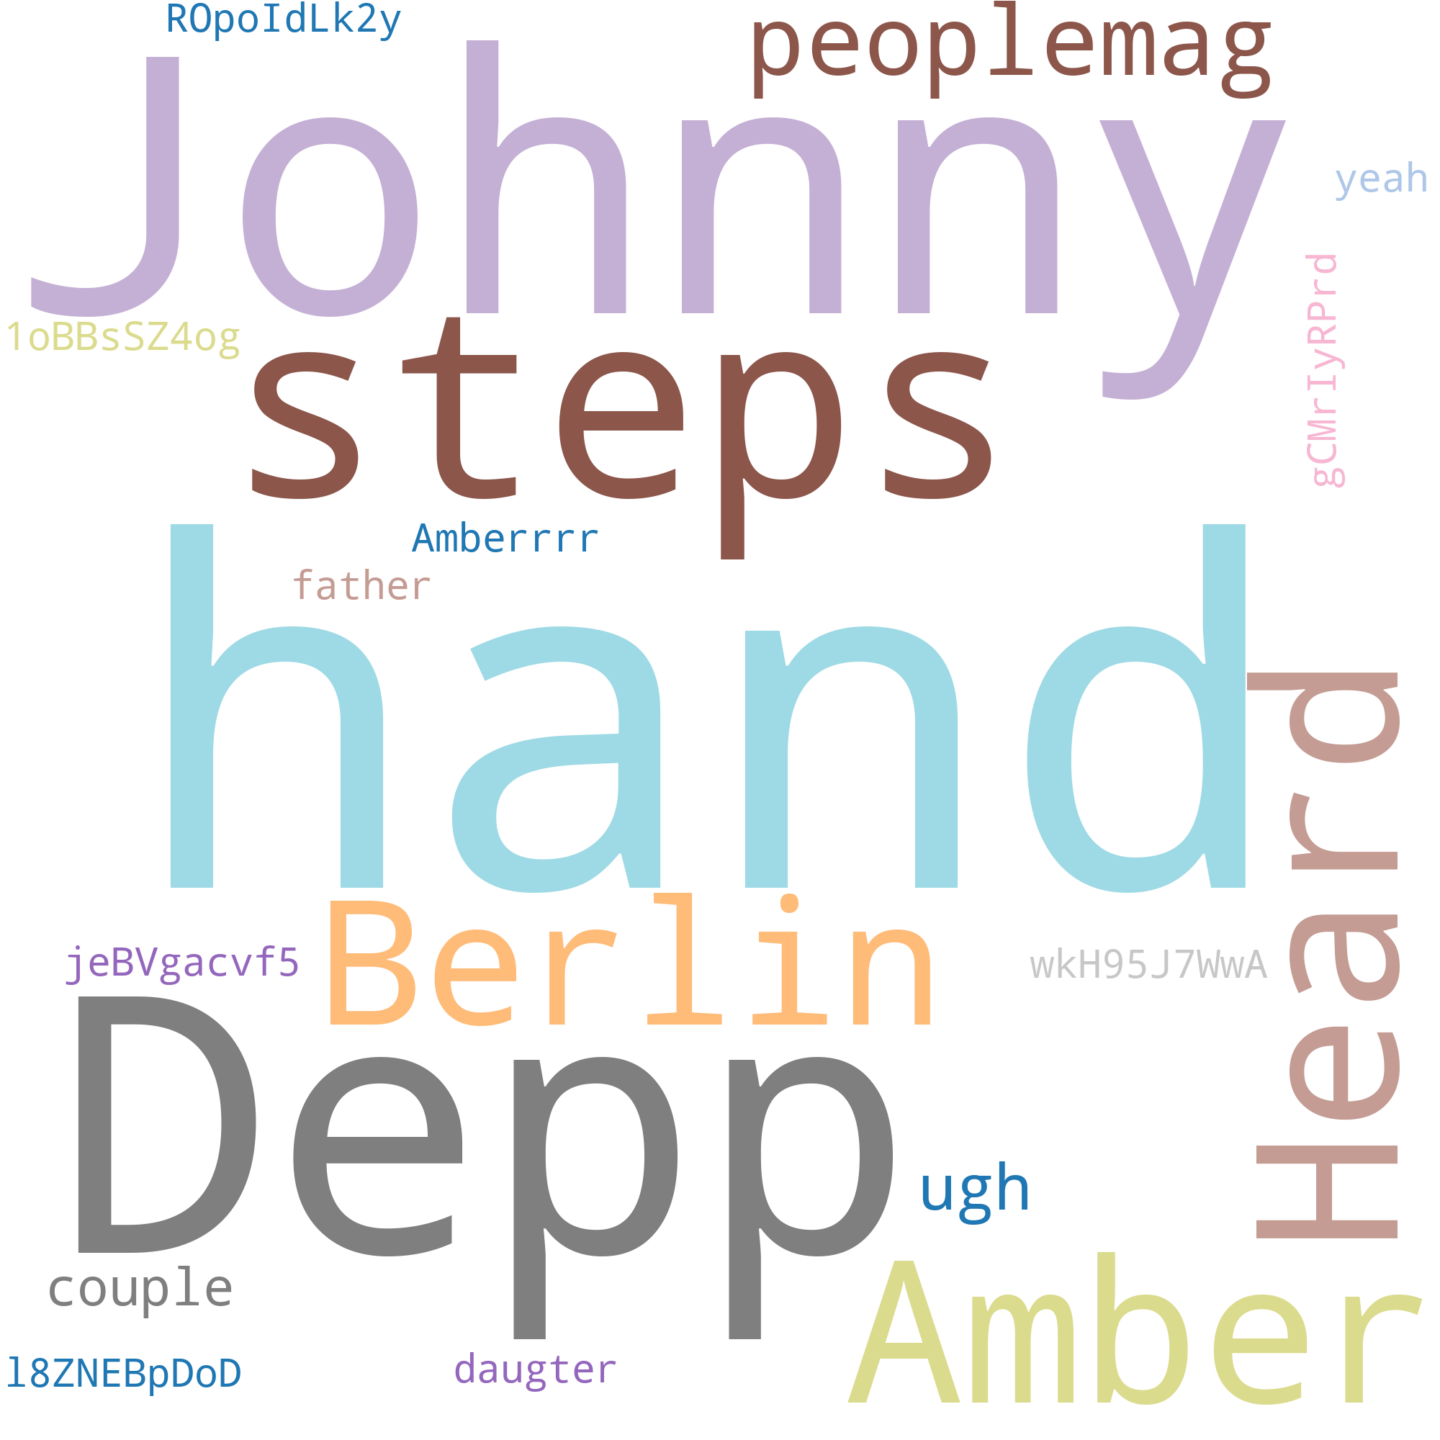 ROpoIdLk2y
peoplemag
Johnny
yeah
gCMrIyRPrd
1oBBsSZ4og
steps
Amberrrr
father
hand
Heard
Berlin
jeBVgacvf5
wkH95J7WwA
Depp
ugh
couple
Amber
l8ZNEBpDoD
daugter